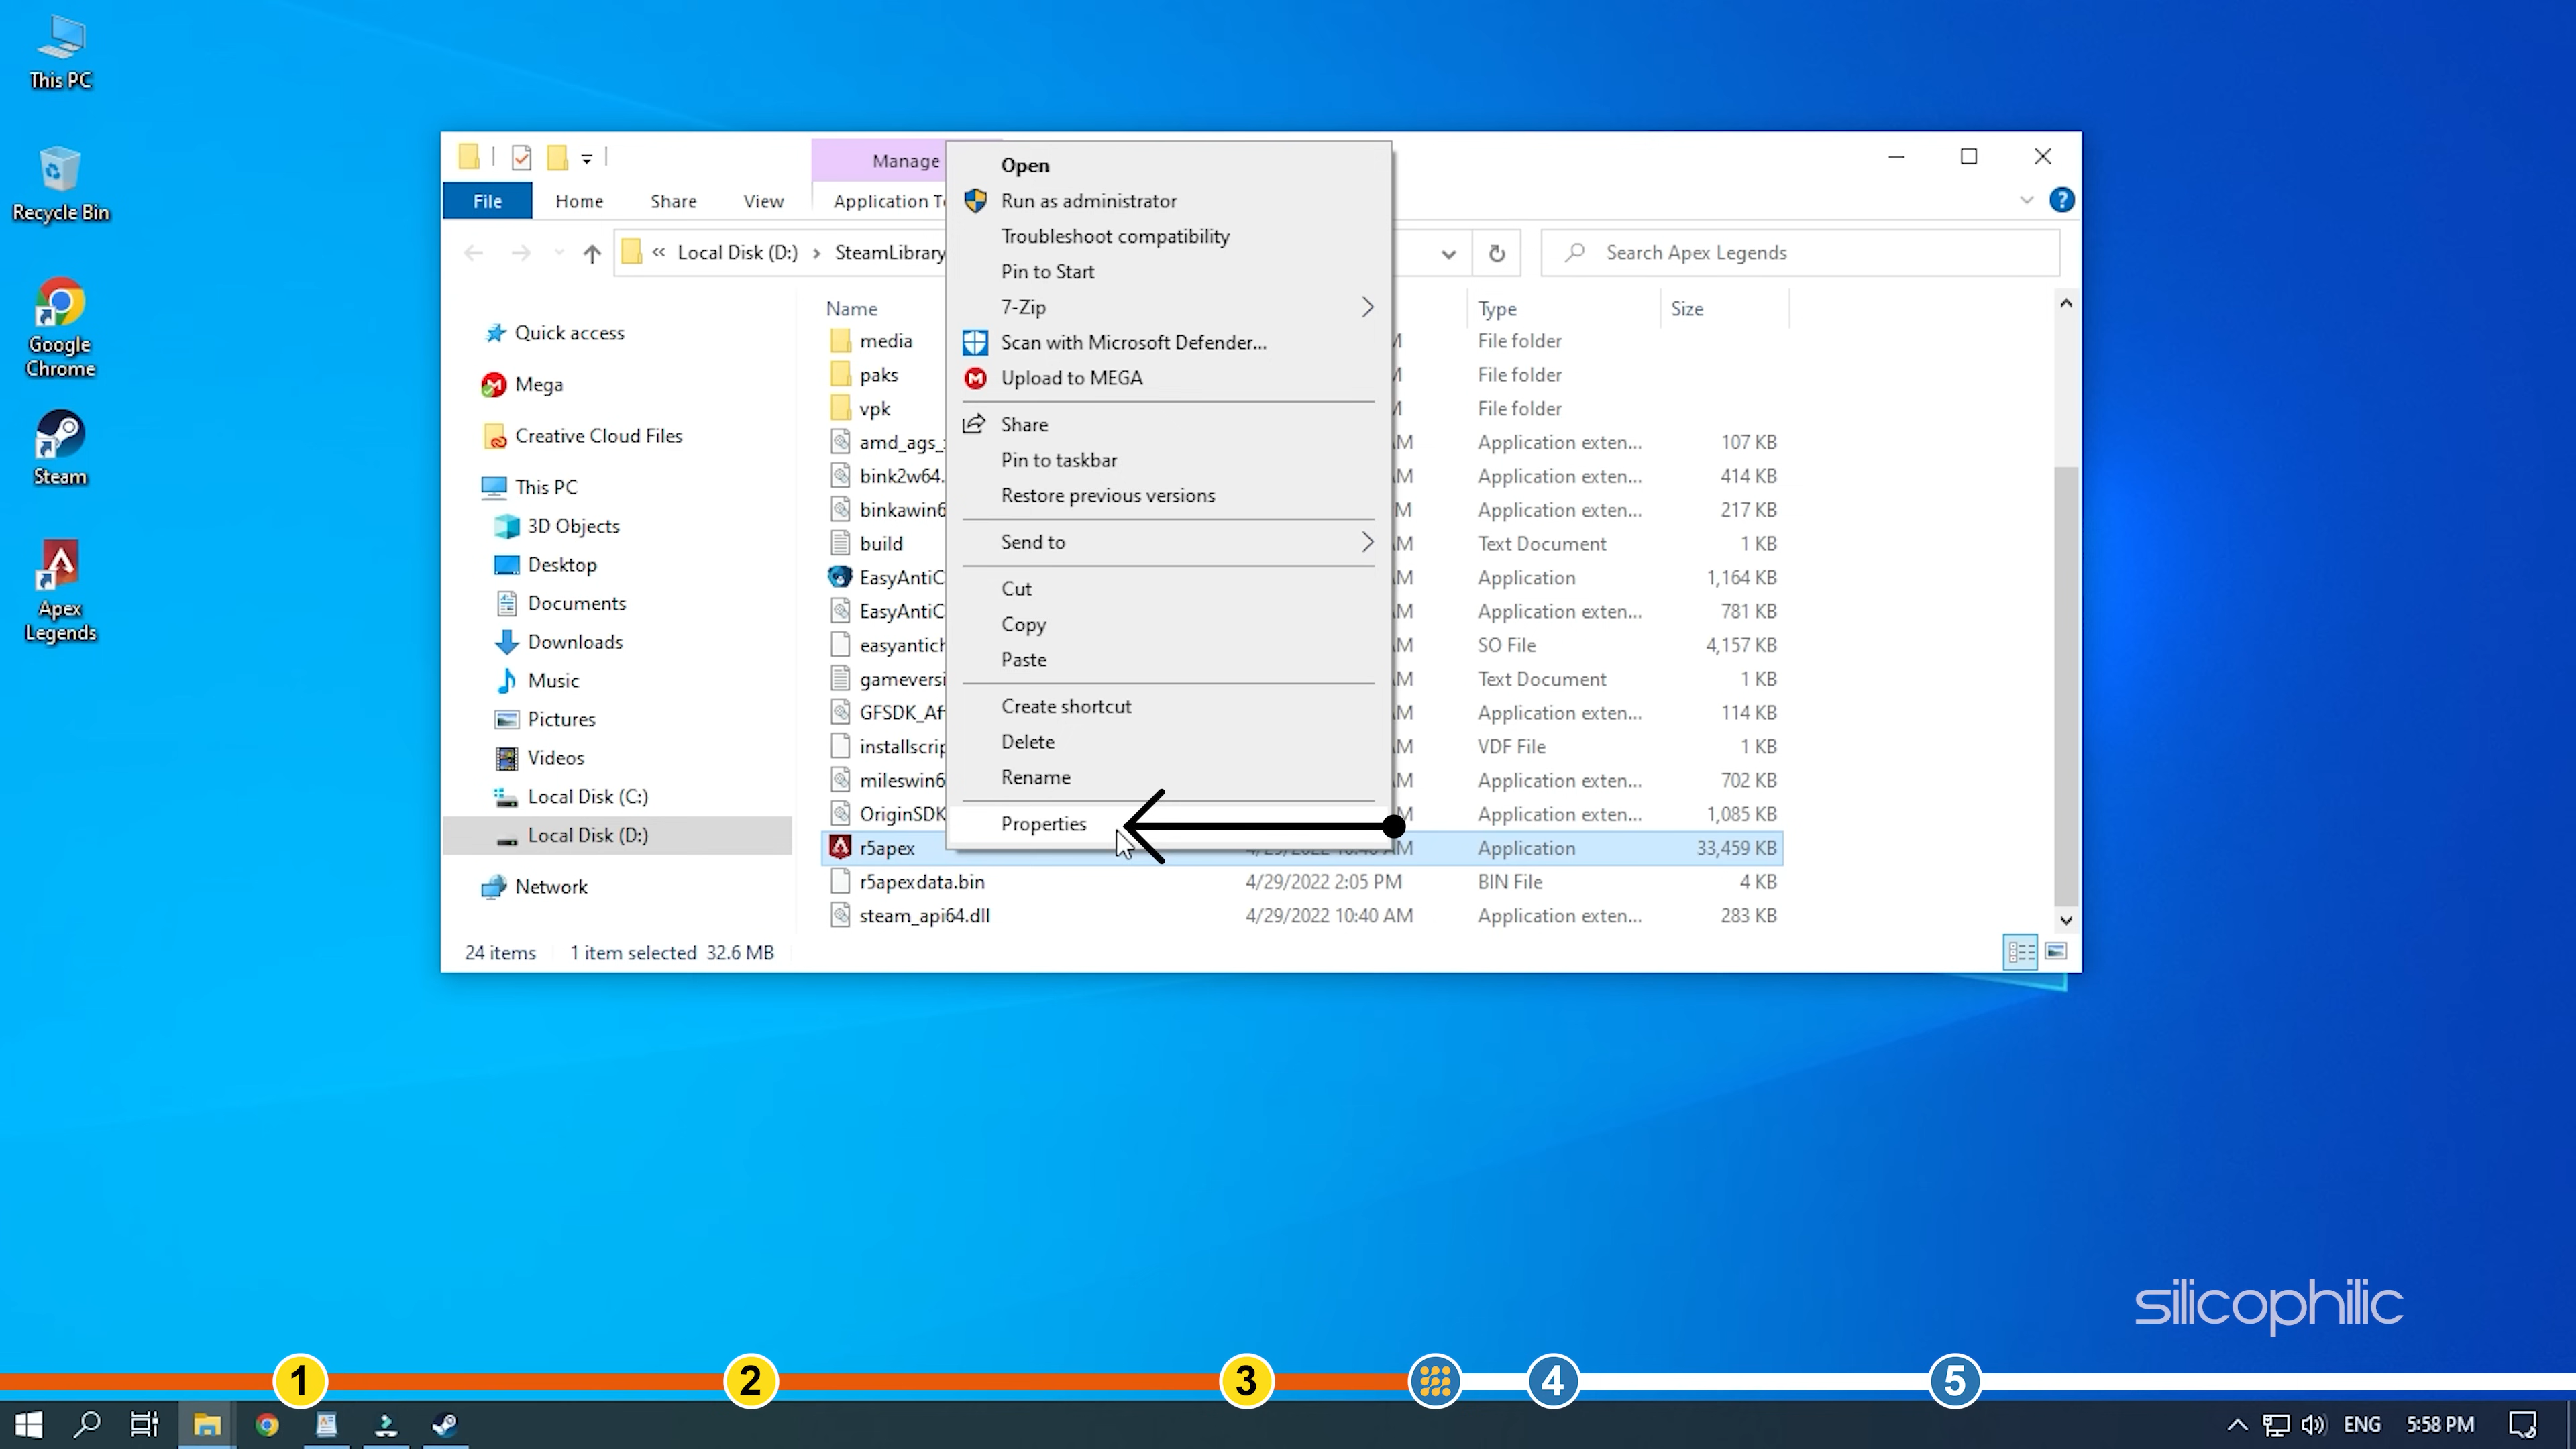 This PC
Recycle Bin
Google
Chrome
Steam
Apex
Legends
Manage
File
Home
Share
View
Application T
Local Disk (D:)
SteamLibrary
Search Apex Legends
Open
Run as administrator
Troubleshoot compatibility
Pin to Start
7-Zip
Scan with Microsoft Defender...
Upload to MEGA
Share
Pin to taskbar
Restore previous versions
Send to
Cut
Copy
Paste
Create shortcut
Delete
Rename
Properties
Quick access
Mega
Creative Cloud Files
This PC
3D Objects
Desktop
Documents
Downloads
Music
Pictures
Videos
Local Disk (C:)
Local Disk (D:)
Network
Name Type Size
media File folder
paks File folder
vpk File folder
amd_ags_ M Application exten... 107 KB
bink2w64. M Application exten... 414 KB
binkawin6 M Application exten... 217 KB
build M Text Document 1 KB
EasyAntiC M Application 1,164 KB
EasyAntiC M Application exten... 781 KB
easyantich M SO File 4,157 KB
gameversi M Text Document 1 KB
GFSDK_Af M Application exten... 114 KB
installscrip M VDF File 1 KB
mileswin6 M Application exten... 702 KB
OriginSDK M Application exten... 1,085 KB
r5apex 4/29/2022 10:40 AM Application 33,459 KB
r5apexdata.bin 4/29/2022 2:05 PM BIN File 4 KB
steam_api64.dll 4/29/2022 10:40 AM Application exten... 283 KB
24 items 1 item selected 32.6 MB
silicophilic
1 2 3 4 5
ENG 5:58 PM